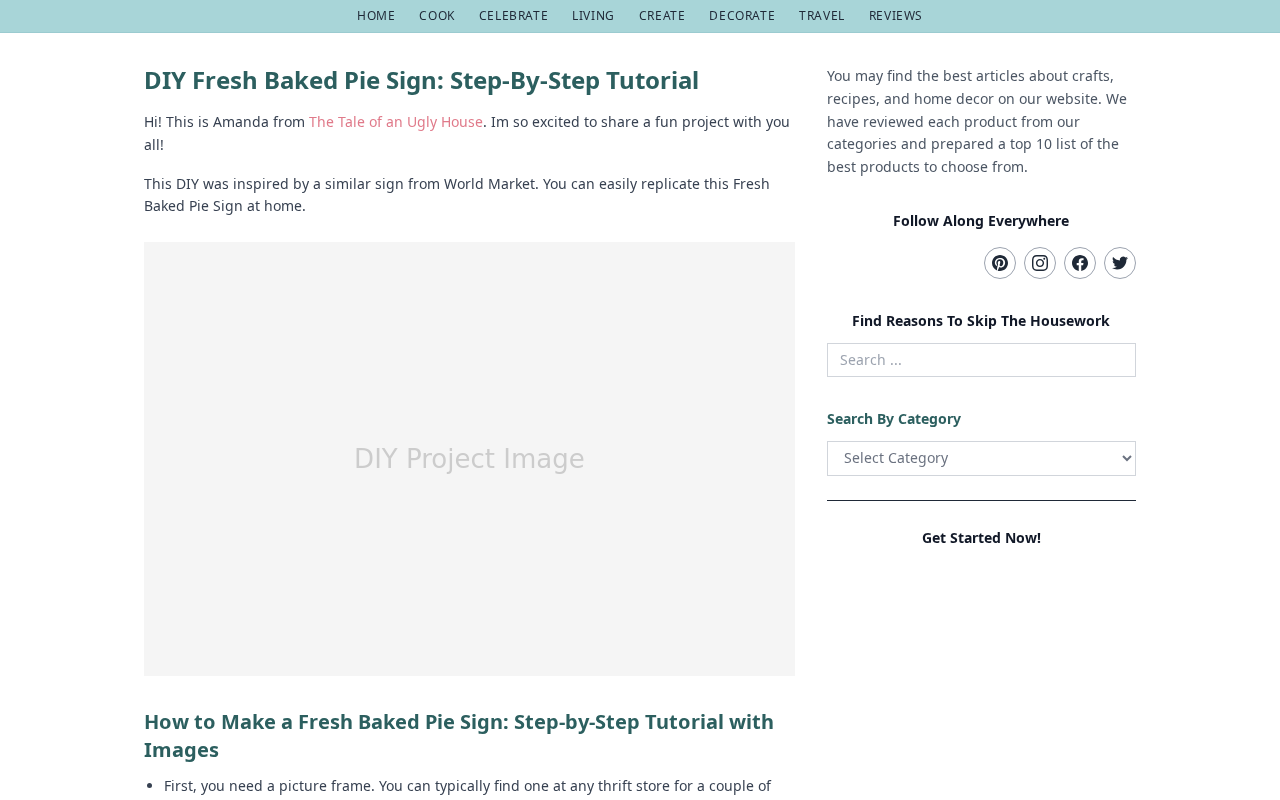 HOME COOK CELEBRATE LIVING CREATE DECORATE TRAVEL REVIEWS
DIY Fresh Baked Pie Sign: Step-By-Step Tutorial
Hi! This is Amanda from The Tale of an Ugly House. Im so excited to share a fun project with you
all!
This DIY was inspired by a similar sign from World Market. You can easily replicate this Fresh
Baked Pie Sign at home.
DIY Project Image
How to Make a Fresh Baked Pie Sign: Step-by-Step Tutorial with
Images
• First, you need a picture frame. You can typically find one at any thrift store for a couple of
You may find the best articles about crafts,
recipes, and home decor on our website. We
have reviewed each product from our
categories and prepared a top 10 list of the
best products to choose from.
Follow Along Everywhere
Find Reasons To Skip The Housework
Search ...
Search By Category
Select Category
Get Started Now!